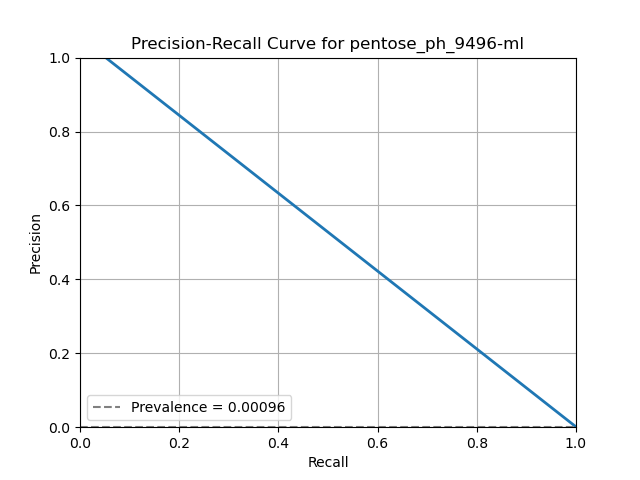 Precision-Recall Curve for pentose_ph_9496-ml
1.0
0.8
0.6
0.4
0.2
0.0
Precision
Prevalence = 0.00096
0.0 0.2 0.4 0.6 0.8 1.0
Recall